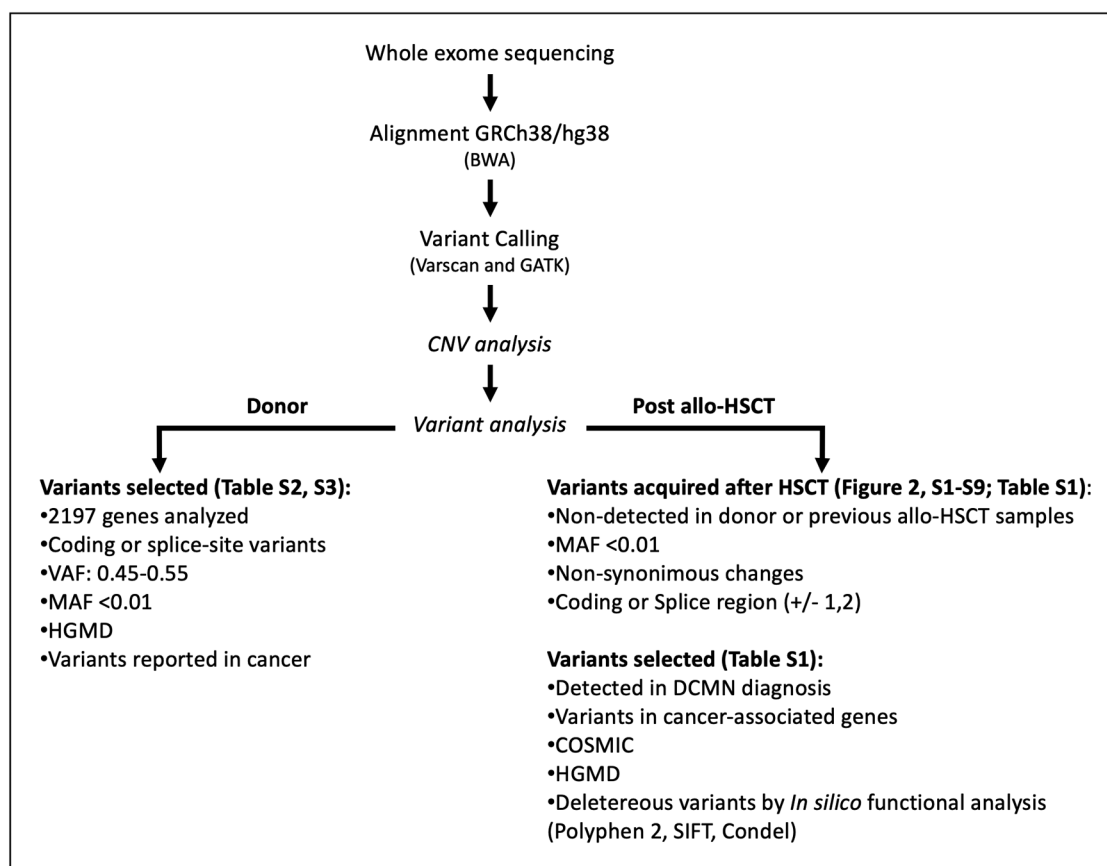 Whole exome sequencing
Alignment GRCh38/hg38
(BWA)
Variant Calling
(Varscan and GATK)
CNV analysis
Donor
Variant analysis
Post allo-HSCT
Variants selected (Table S2, S3):
•2197 genes analyzed
•Coding or splice-site variants
•VAF: 0.45-0.55
•MAF <0.01
•HGMD
•Variants reported in cancer
Variants acquired after HSCT (Figure 2, S1-S9; Table S1):
•Non-detected in donor or previous allo-HSCT samples
•MAF <0.01
•Non-synonimous changes
•Coding or Splice region (+/- 1,2)
Variants selected (Table S1):
•Detected in DCMN diagnosis
•Variants in cancer-associated genes
•COSMIC
•HGMD
•Deletereous variants by In silico functional analysis
(Polyphen 2, SIFT, Condel)